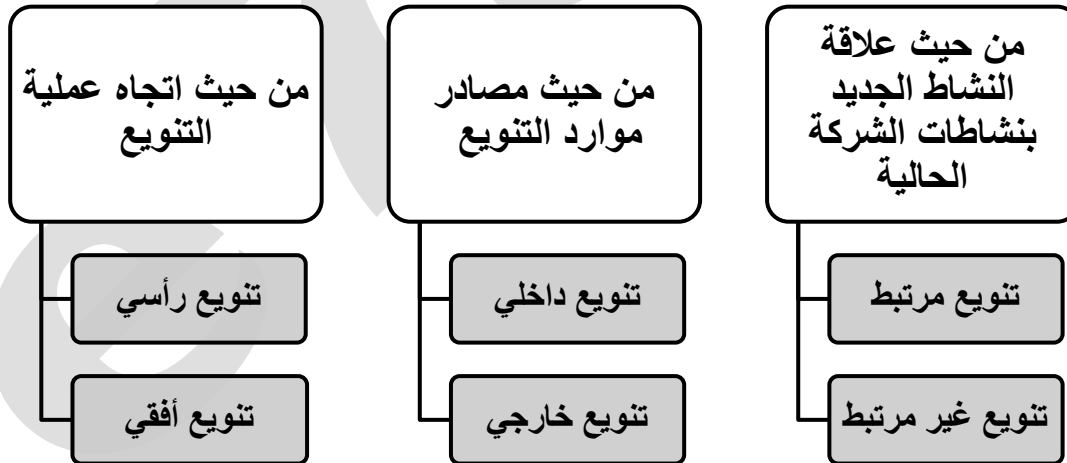 من حيث علاقة
النشاط الجديد
بنشاطات الشركة
الحالية
تنويع مرتبط
تنويع غير مرتبط
من حيث مصادر
موارد التنويع
تنويع داخلي
تنويع خارجي
من حيث اتجاه عملية
التنويع
تنويع رأسي
تنويع أفقي